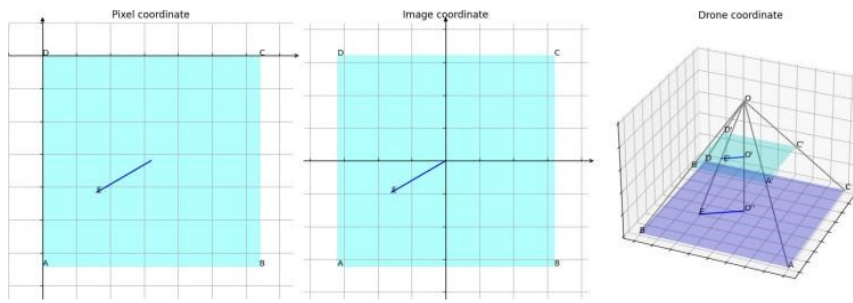 Pixel coordinate
D
C
E
A
B
Image coordinate
D
C
E
A
B
Drone coordinate
O
D'
C'
B'
D
E'
O'
A'
C
E
O''
B
A